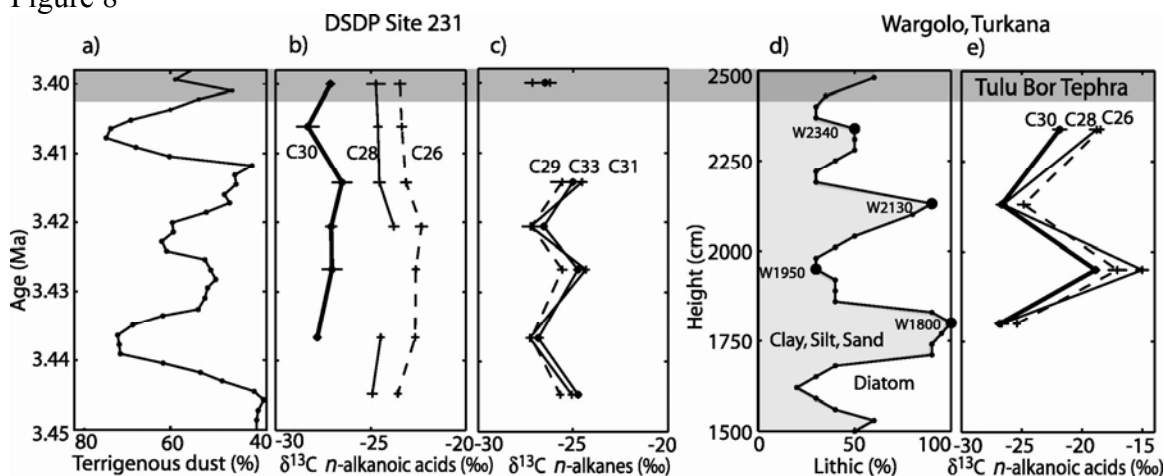 Figure 8
DSDP Site 231
Wargolo, Turkana
a)
b)
c)
d)
e)
3.40
3.41
3.42
3.43
3.44
3.45
Age (Ma)
80
60
40
Terrigenous dust (%)
C30
C28
C26
-30
-25
-20
δ¹³C n-alkanoic acids (‰)
C29
C33
C31
-30
-25
-20
δ¹³C n-alkanes (‰)
2500
2250
2000
1750
1500
Height (cm)
W2340
W2130
W1950
W1800
Clay, Silt, Sand
Diatom
0
50
100
Lithic (%)
Tulu Bor Tephra
C30
C28
C26
-30
-25
-20
-15
δ¹³C n-alkanoic acids (‰)